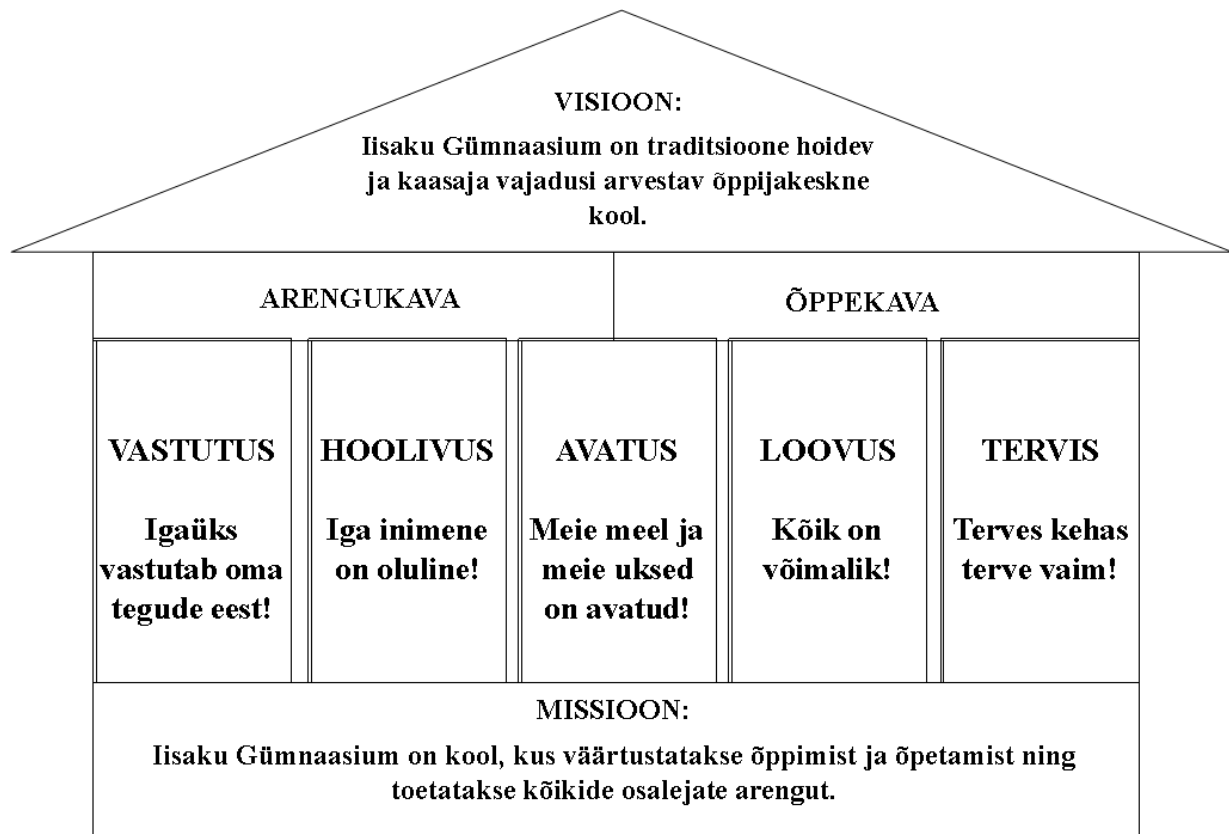 VISIOON:
Iisaku Gümnaasium on traditsioone hoidev
ja kaasaja vajadusi arvestav õppijakeskne
kool.
ARENGUKAVA
ÕPPEKAVA
VASTUTUS
Igaüks
vastutab oma
tegude eest!
HOOLIVUS
Iga inimene
on oluline!
AVATUS
Meie meel ja
meie uksed
on avatud!
LOOVUS
Kõik on
võimalik!
TERVIS
Terves kehas
terve vaim!
MISSIOON:
Iisaku Gümnaasium on kool, kus väärtustatakse õppimist ja õpetamist ning
toetatakse kõikide osalejate arengut.